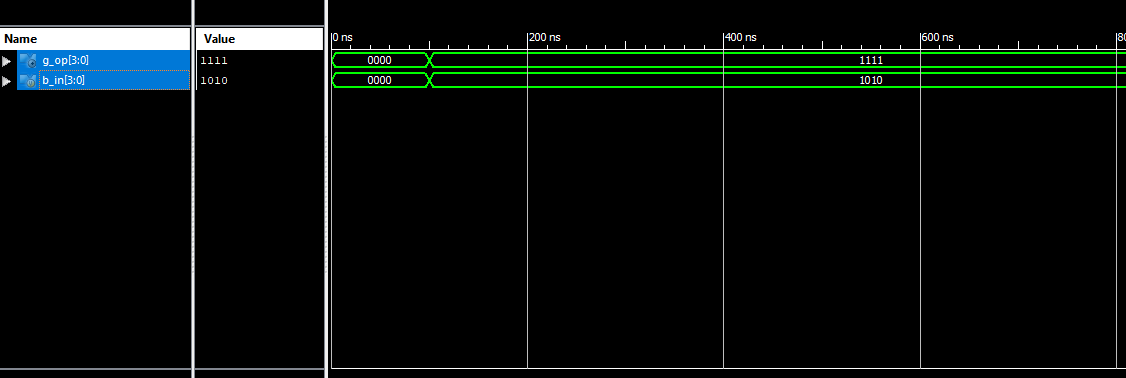 Name Value
0 ns 200 ns 400 ns 600 ns 80
g_op[3:0] 1111 0000 1111
b_in[3:0] 1010 0000 1010